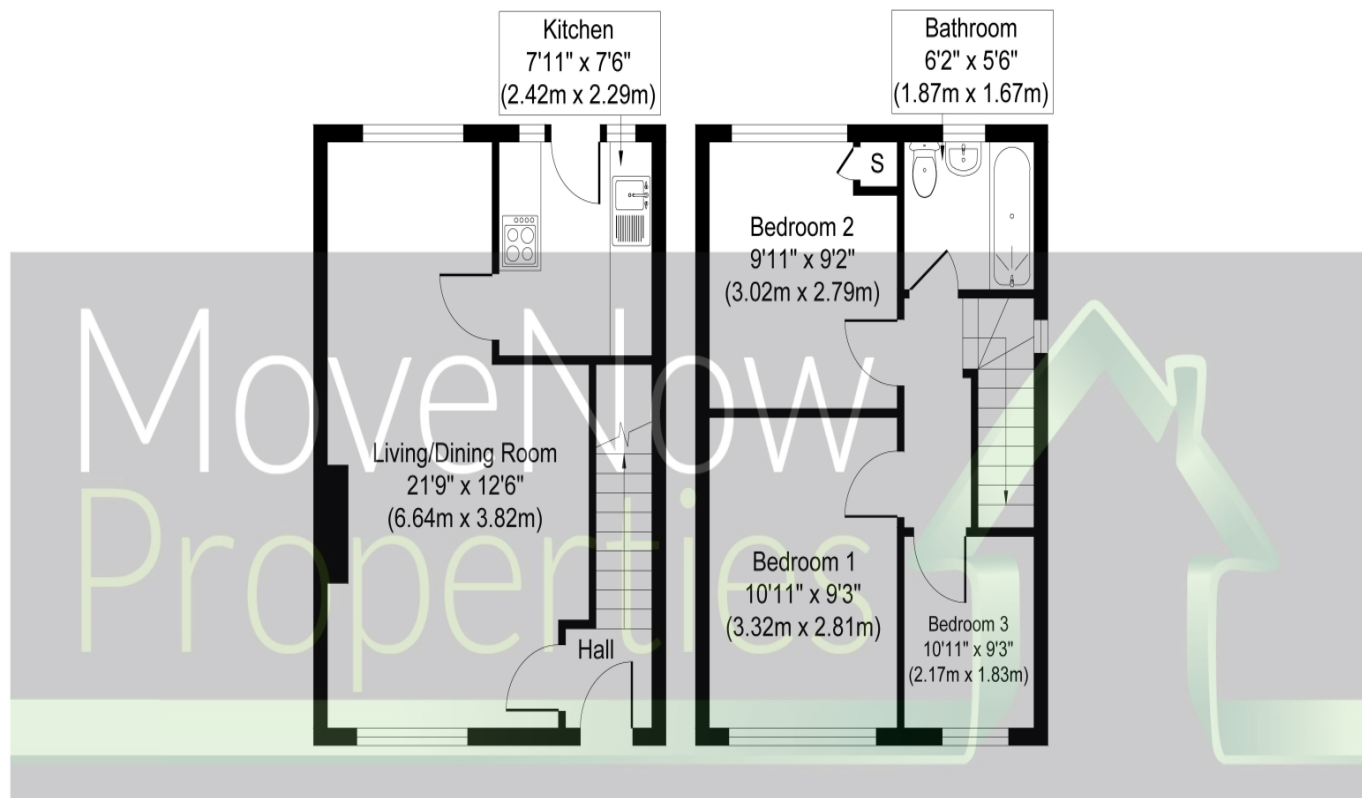 Kitchen
7'11" x 7'6"
(2.42m x 2.29m)
Bathroom
6'2" x 5'6"
(1.87m x 1.67m)
S
Bedroom 2
9'11" x 9'2"
(3.02m x 2.79m)
MoveNow
Properties
Living/Dining Room
21'9" x 12'6"
(6.64m x 3.82m)
Bedroom 1
10'11" x 9'3"
(3.32m x 2.81m)
Bedroom 3
10'11" x 9'3"
(2.17m x 1.83m)
Hall